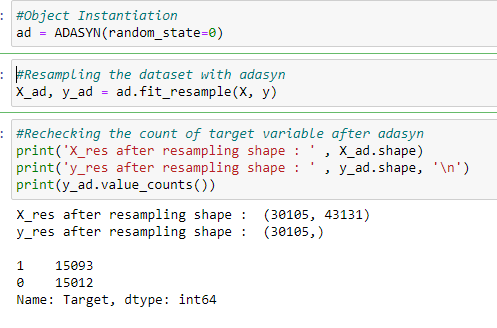 : #Object Instantiation
ad = ADASYN(random_state=0)
: #Resampling the dataset with adasyn
X_ad, y_ad = ad.fit_resample(X, y)
: #Rechecking the count of target variable after adasyn
print('X_res after resampling shape : ' , X_ad.shape)
print('y_res after resampling shape : ' , y_ad.shape, '\n')
print(y_ad.value_counts())
X_res after resampling shape :  (30105, 43131)
y_res after resampling shape :  (30105,)
1    15093
0    15012
Name: Target, dtype: int64